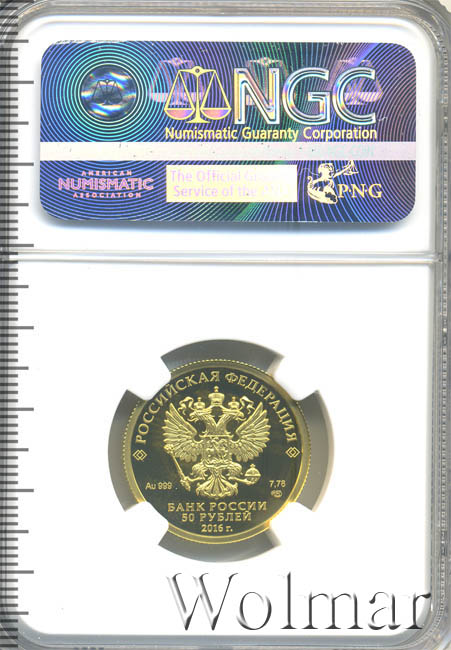 NGC
Numismatic Guaranty Corporation
AMERICAN
NUMISMATIC
ASSOCIATION
The Official
Service of the
PNG
РОССИЙСКАЯ ФЕДЕРАЦИЯ
Au 999
7,78
БАНК РОССИИ
50 РУБЛЕЙ
2016 г.
Wolmar